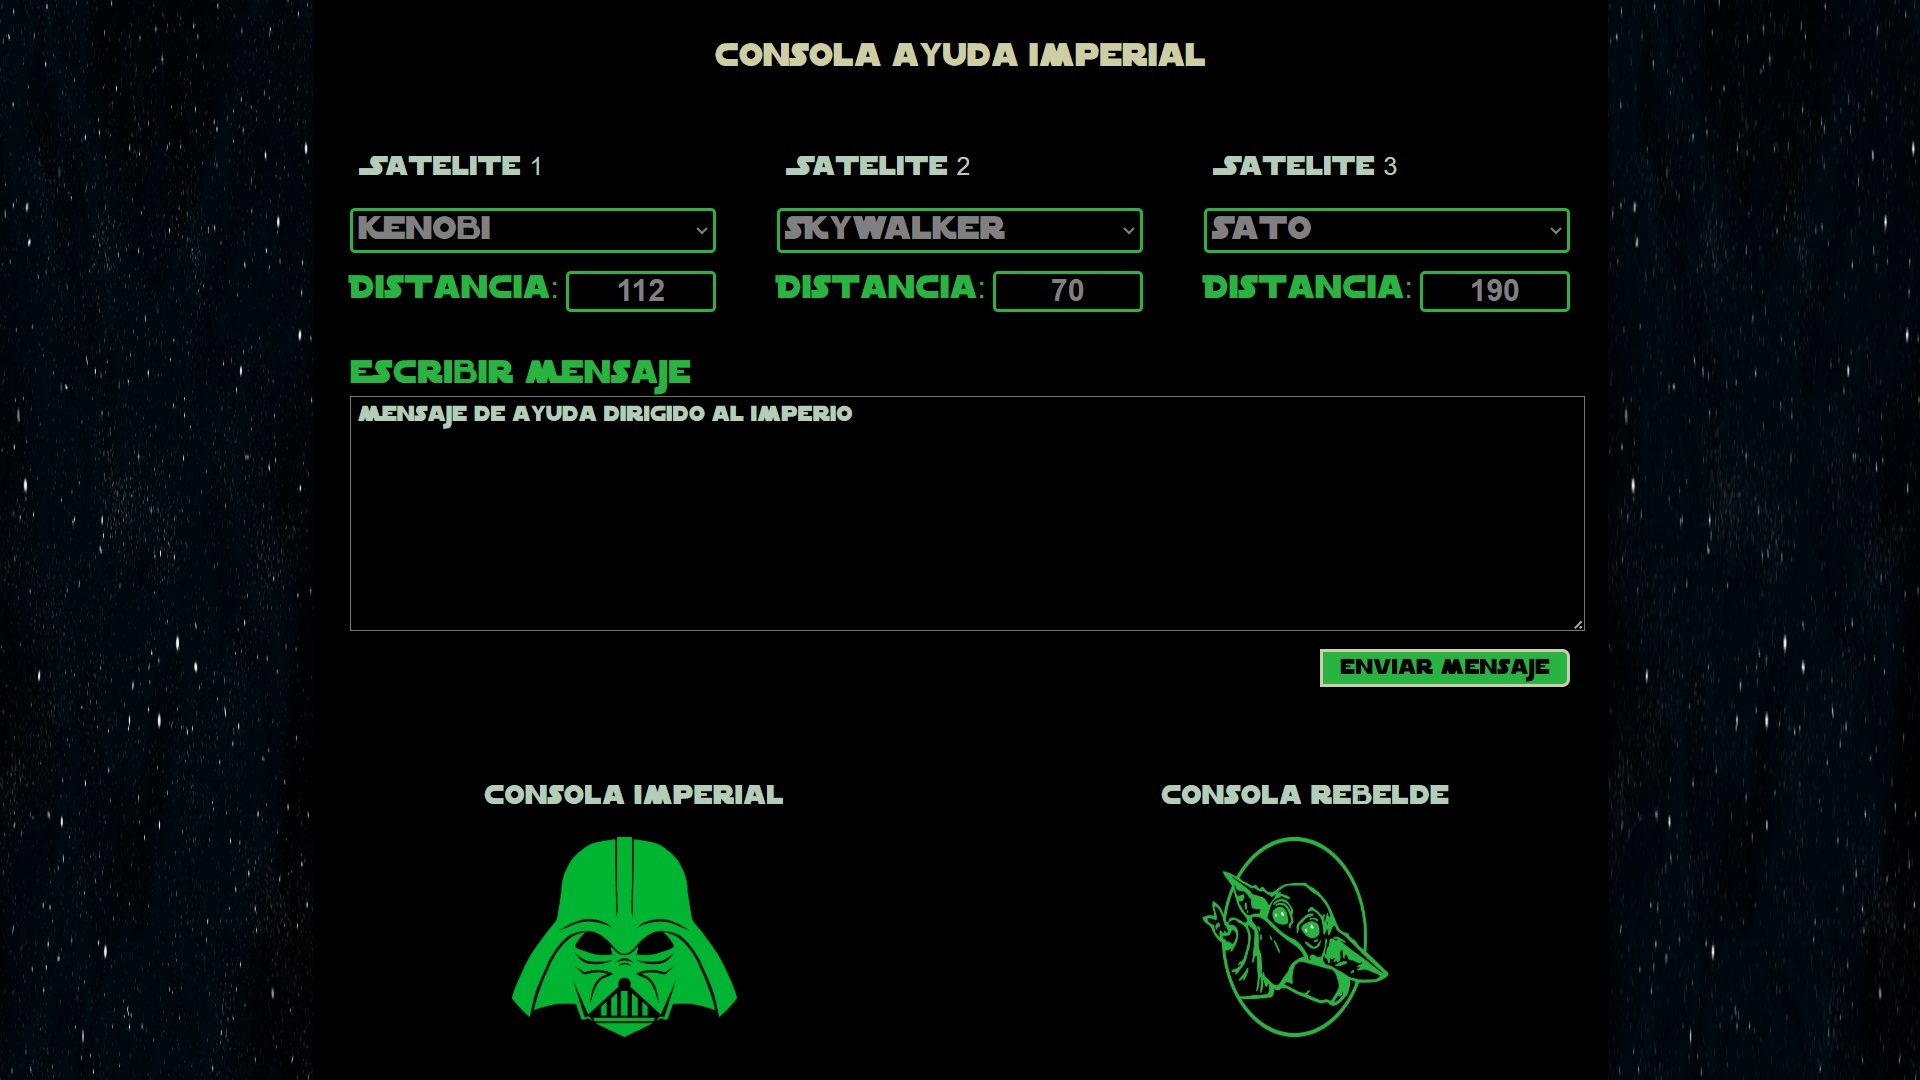 CONSOLA AYUDA IMPERIAL
SATELITE 1
SATELITE 2
SATELITE 3
KENOBI
SKYWALKER
SATO
DISTANCIA: 112
DISTANCIA: 70
DISTANCIA: 190
ESCRIBIR MENSAJE
MENSAJE DE AYUDA DIRIGIDO AL IMPERIO
ENVIAR MENSAJE
CONSOLA IMPERIAL
CONSOLA REBELDE